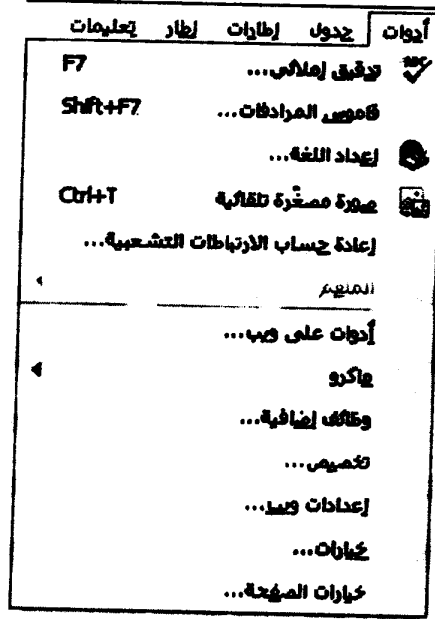 أدوات جدول إطارات إطار تعليمات
تدقيق إملائي... F7
قاموس المرادفات... Shift+F7
إعداد اللغة...
صورة مصغّرة تلقائية Ctrl+T
إعادة حساب الارتباطات التشعبية...
أدوات على ويب...
ماكرو
وظائف إضافية...
تخصيص...
إعدادات ويب...
خيارات...
خيارات الصفحة...